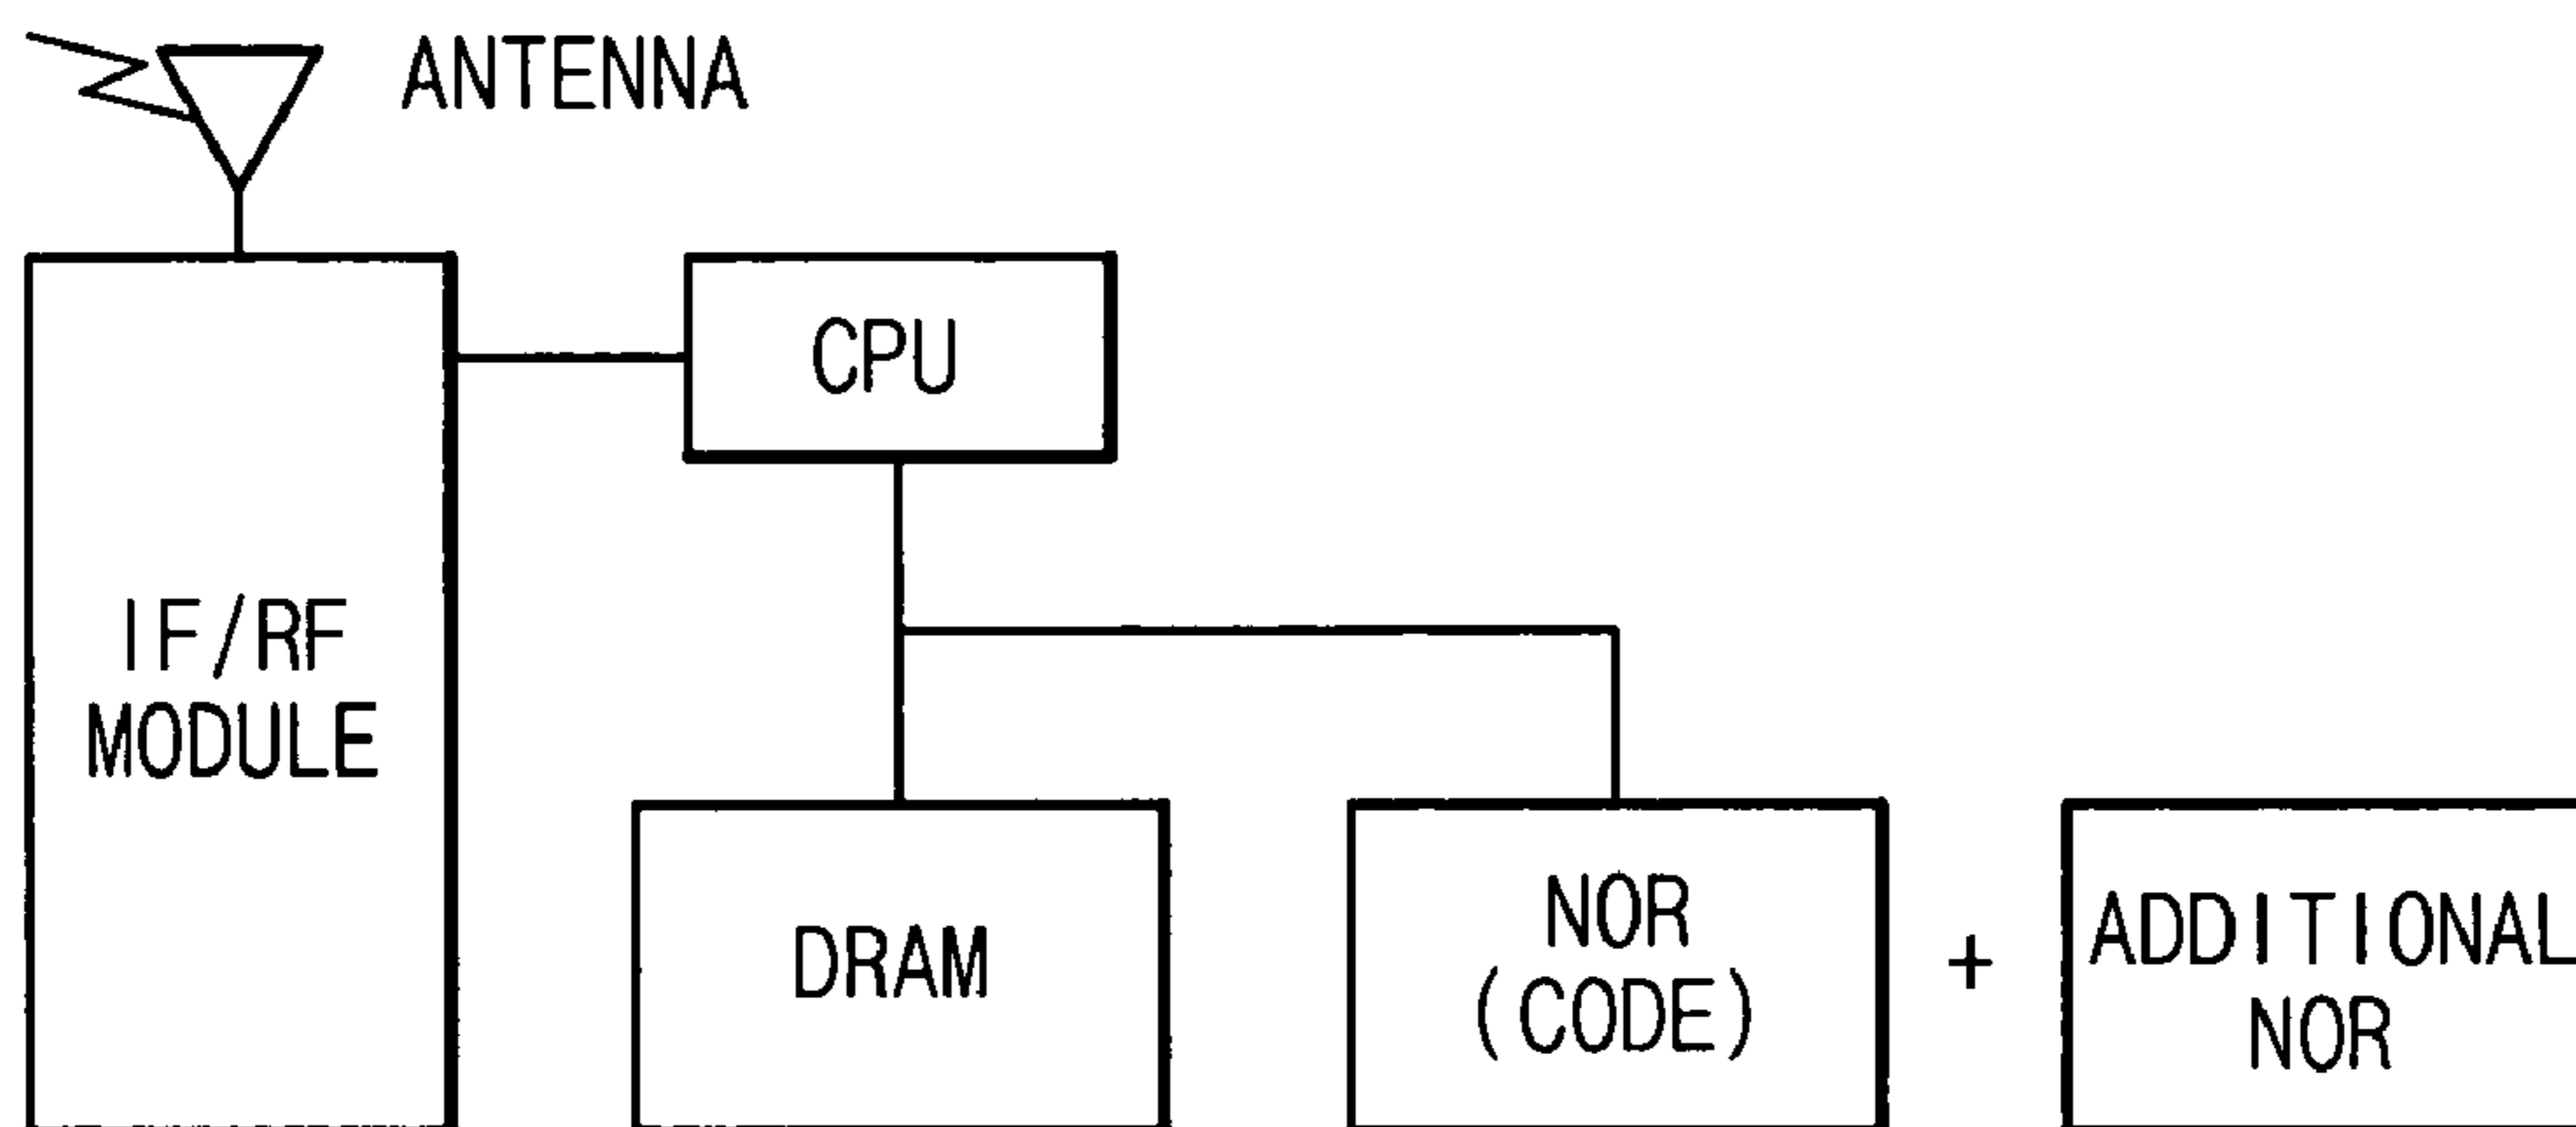 ANTENNA
CPU
IF/RF
MODULE
DRAM
NOR
(CODE)
+
ADDITIONAL
NOR